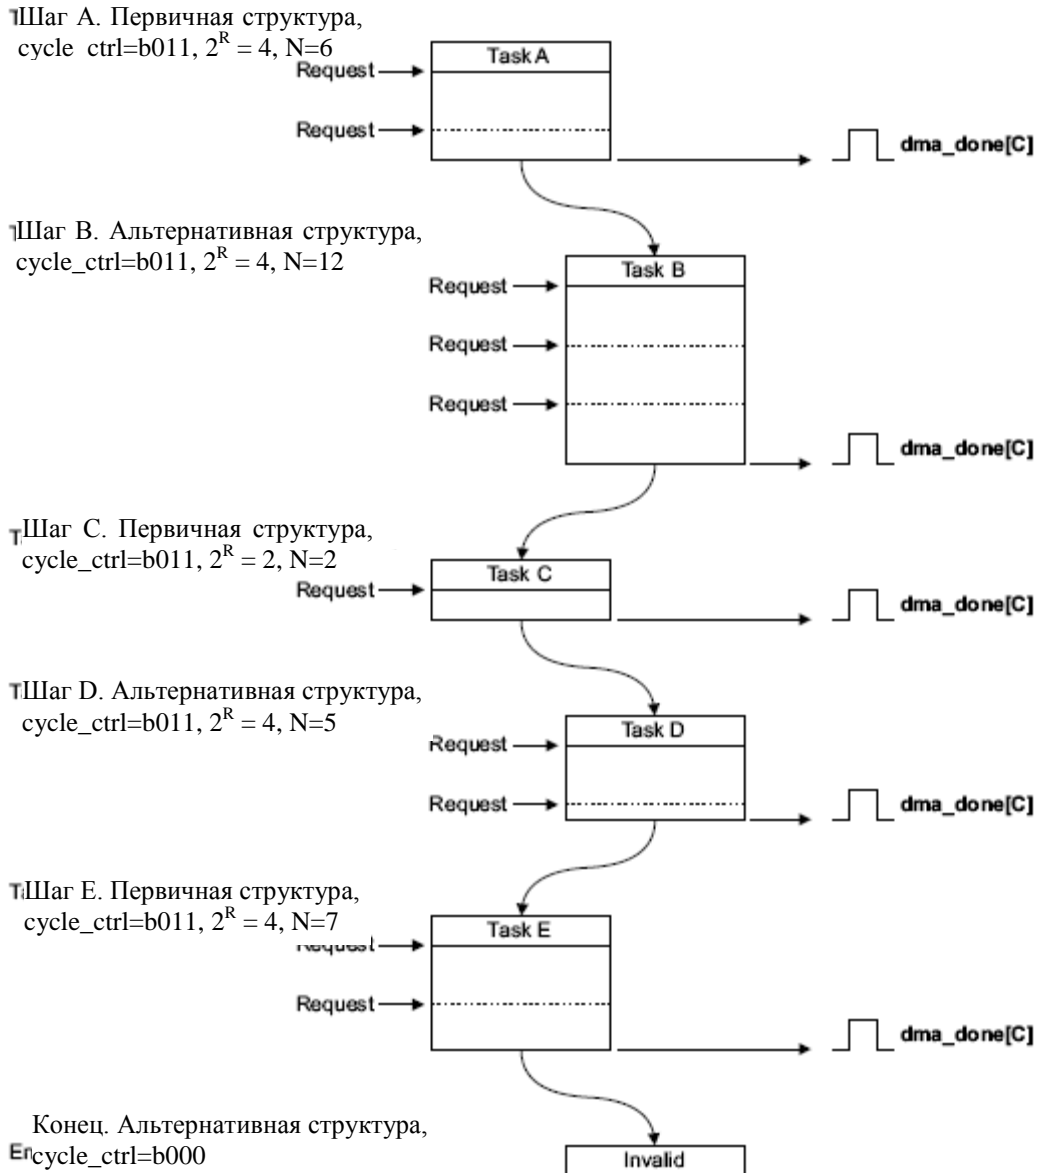 Шаг A. Первичная структура,
cycle_ctrl=b011, 2^R = 4, N=6
Task A
Request
Request
dma_done[C]
Шаг B. Альтернативная структура,
cycle_ctrl=b011, 2^R = 4, N=12
Task B
Request
Request
Request
dma_done[C]
Шаг C. Первичная структура,
cycle_ctrl=b011, 2^R = 2, N=2
Task C
Request
dma_done[C]
Шаг D. Альтернативная структура,
cycle_ctrl=b011, 2^R = 4, N=5
Task D
Request
Request
dma_done[C]
Шаг E. Первичная структура,
cycle_ctrl=b011, 2^R = 4, N=7
Task E
Request
Request
dma_done[C]
Конец. Альтернативная структура,
cycle_ctrl=b000
Invalid